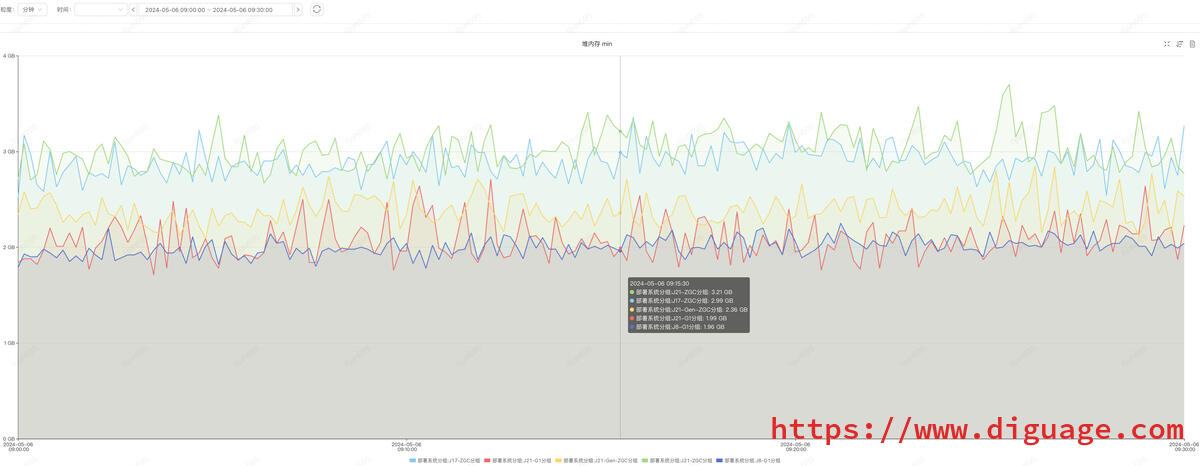 粒度: 分钟 时间: 2024-05-06 09:00:00 ~ 2024-05-06 09:30:00
堆内存 min
4 GB
3 GB
2 GB
1 GB
0 GB
2024-05-06 09:15:30
部署系统分组:J21-ZGC分组: 3.21 GB
部署系统分组:J17-ZGC分组: 2.99 GB
部署系统分组:J21-Gen-ZGC分组: 2.36 GB
部署系统分组:J21-G1分组: 1.99 GB
部署系统分组:J8-G1分组: 1.96 GB
https://www.diguage.com
2024-05-06
09:00:00
2024-05-06
09:10:00
2024-05-06
09:20:00
2024-05-06
09:30:00
部署系统分组:J17-ZGC分组 部署系统分组:J21-G1分组 部署系统分组:J21-Gen-ZGC分组 部署系统分组:J21-ZGC分组 部署系统分组:J8-G1分组